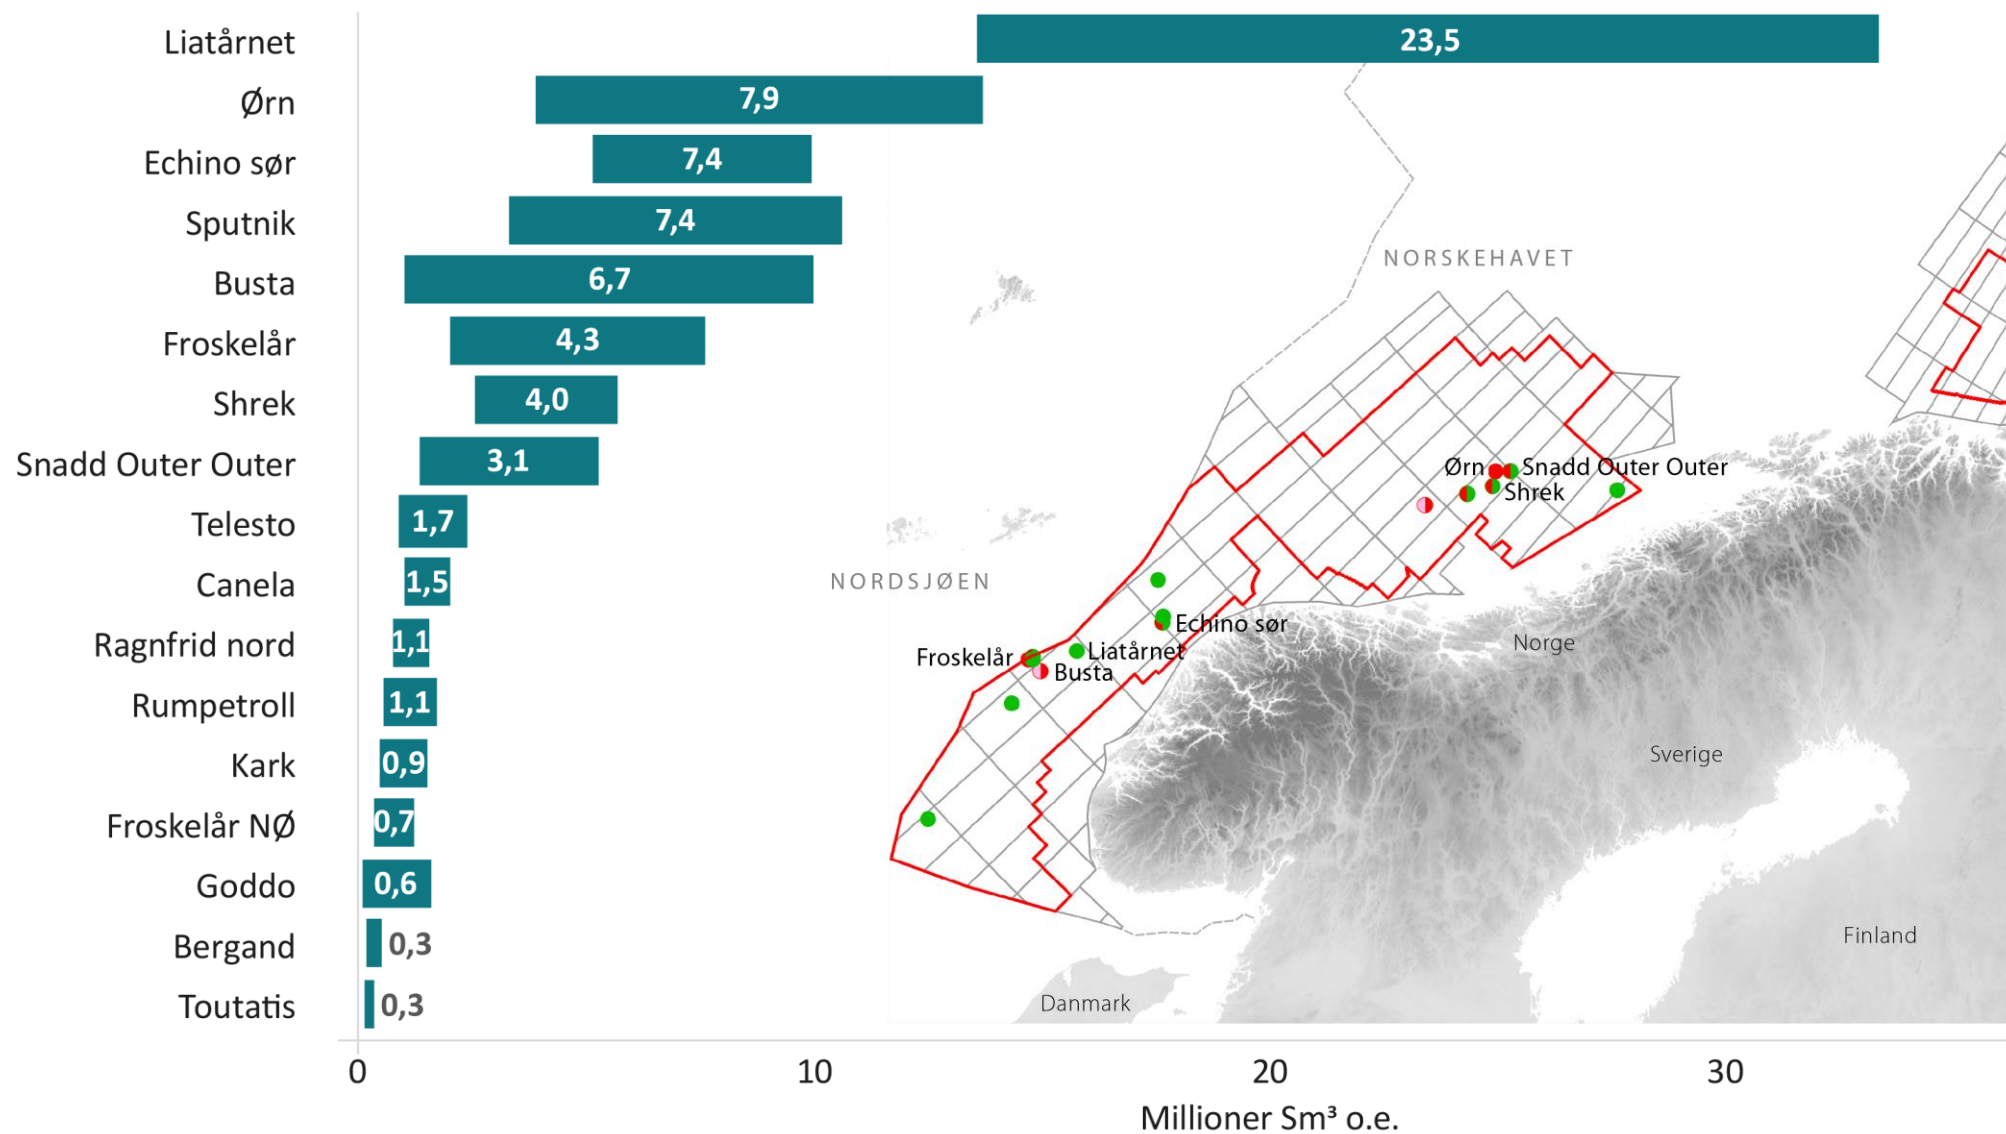 Liatårnet 23,5
Ørn 7,9
Echino sør 7,4
Sputnik 7,4
Busta 6,7
Froskelår 4,3
Shrek 4,0
Snadd Outer Outer 3,1
Telesto 1,7
Canela 1,5
Ragnfrid nord 1,1
Rumpetroll 1,1
Kark 0,9
Froskelår NØ 0,7
Goddo 0,6
Bergand 0,3
Toutatis 0,3
0 10 20 30
Millioner Sm³ o.e.
NORSKEHAVET
Ørn Snadd Outer Outer
Shrek
NORDSJØEN
Echino sør
Froskelår Liatårnet
Busta
Norge
Sverige
Finland
Danmark